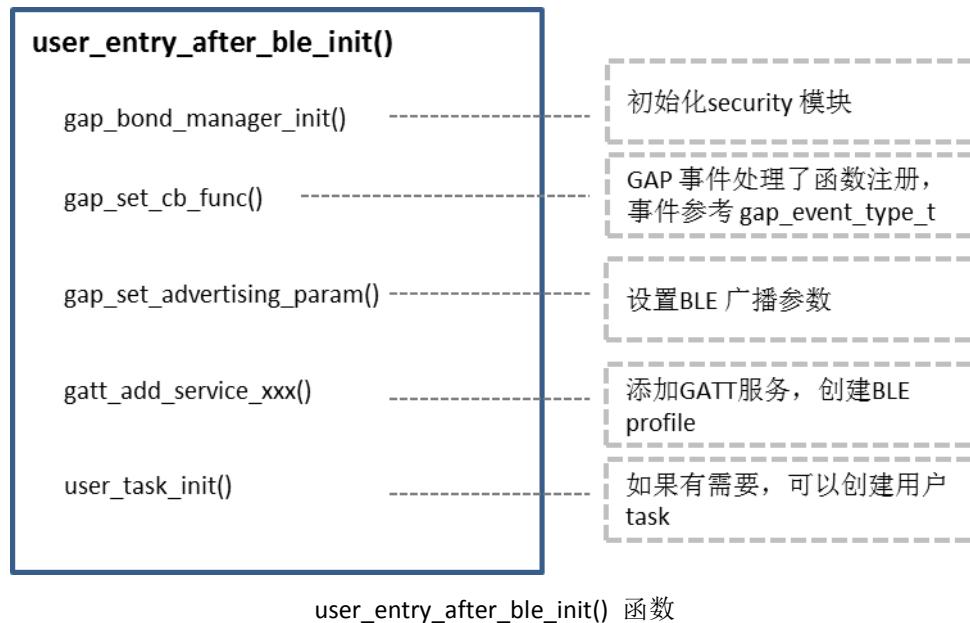 user_entry_after_ble_init()
gap_bond_manager_init()
初始化security 模块
gap_set_cb_func()
GAP 事件处理了函数注册，
事件参考 gap_event_type_t
gap_set_advertising_param()
设置BLE 广播参数
gatt_add_service_xxx()
添加GATT服务，创建BLE
profile
user_task_init()
如果有需要，可以创建用户
task
user_entry_after_ble_init() 函数